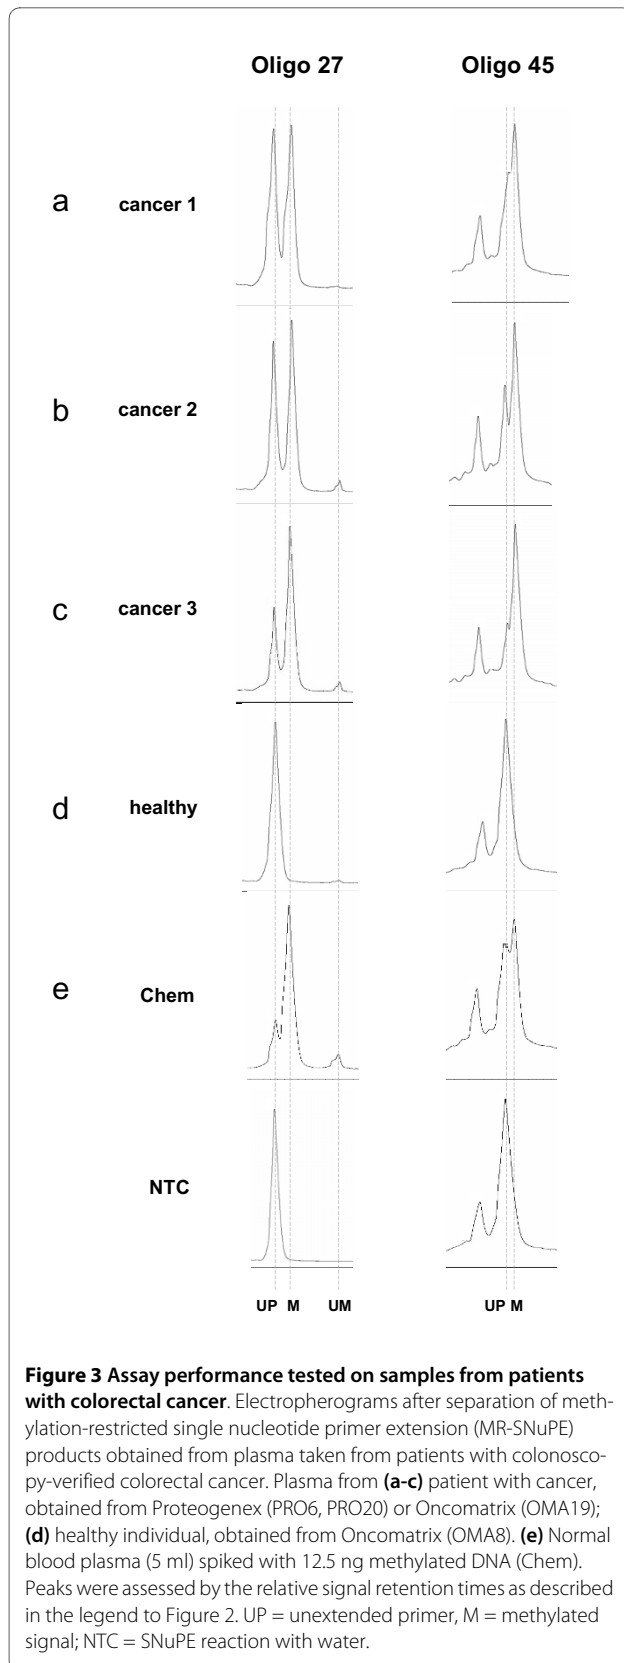 Oligo 27 Oligo 45
a cancer 1
b cancer 2
c cancer 3
d healthy
e Chem
NTC
UP M UM UP M
Figure 3 Assay performance tested on samples from patients
with colorectal cancer. Electropherograms after separation of meth-
ylation-restricted single nucleotide primer extension (MR-SNuPE)
products obtained from plasma taken from patients with colonosco-
py-verified colorectal cancer. Plasma from (a-c) patient with cancer,
obtained from Proteogenex (PRO6, PRO20) or Oncomatrix (OMA19);
(d) healthy individual, obtained from Oncomatrix (OMA8). (e) Normal
blood plasma (5 ml) spiked with 12.5 ng methylated DNA (Chem).
Peaks were assessed by the relative signal retention times as described
in the legend to Figure 2. UP = unextended primer, M = methylated
signal; NTC = SNuPE reaction with water.